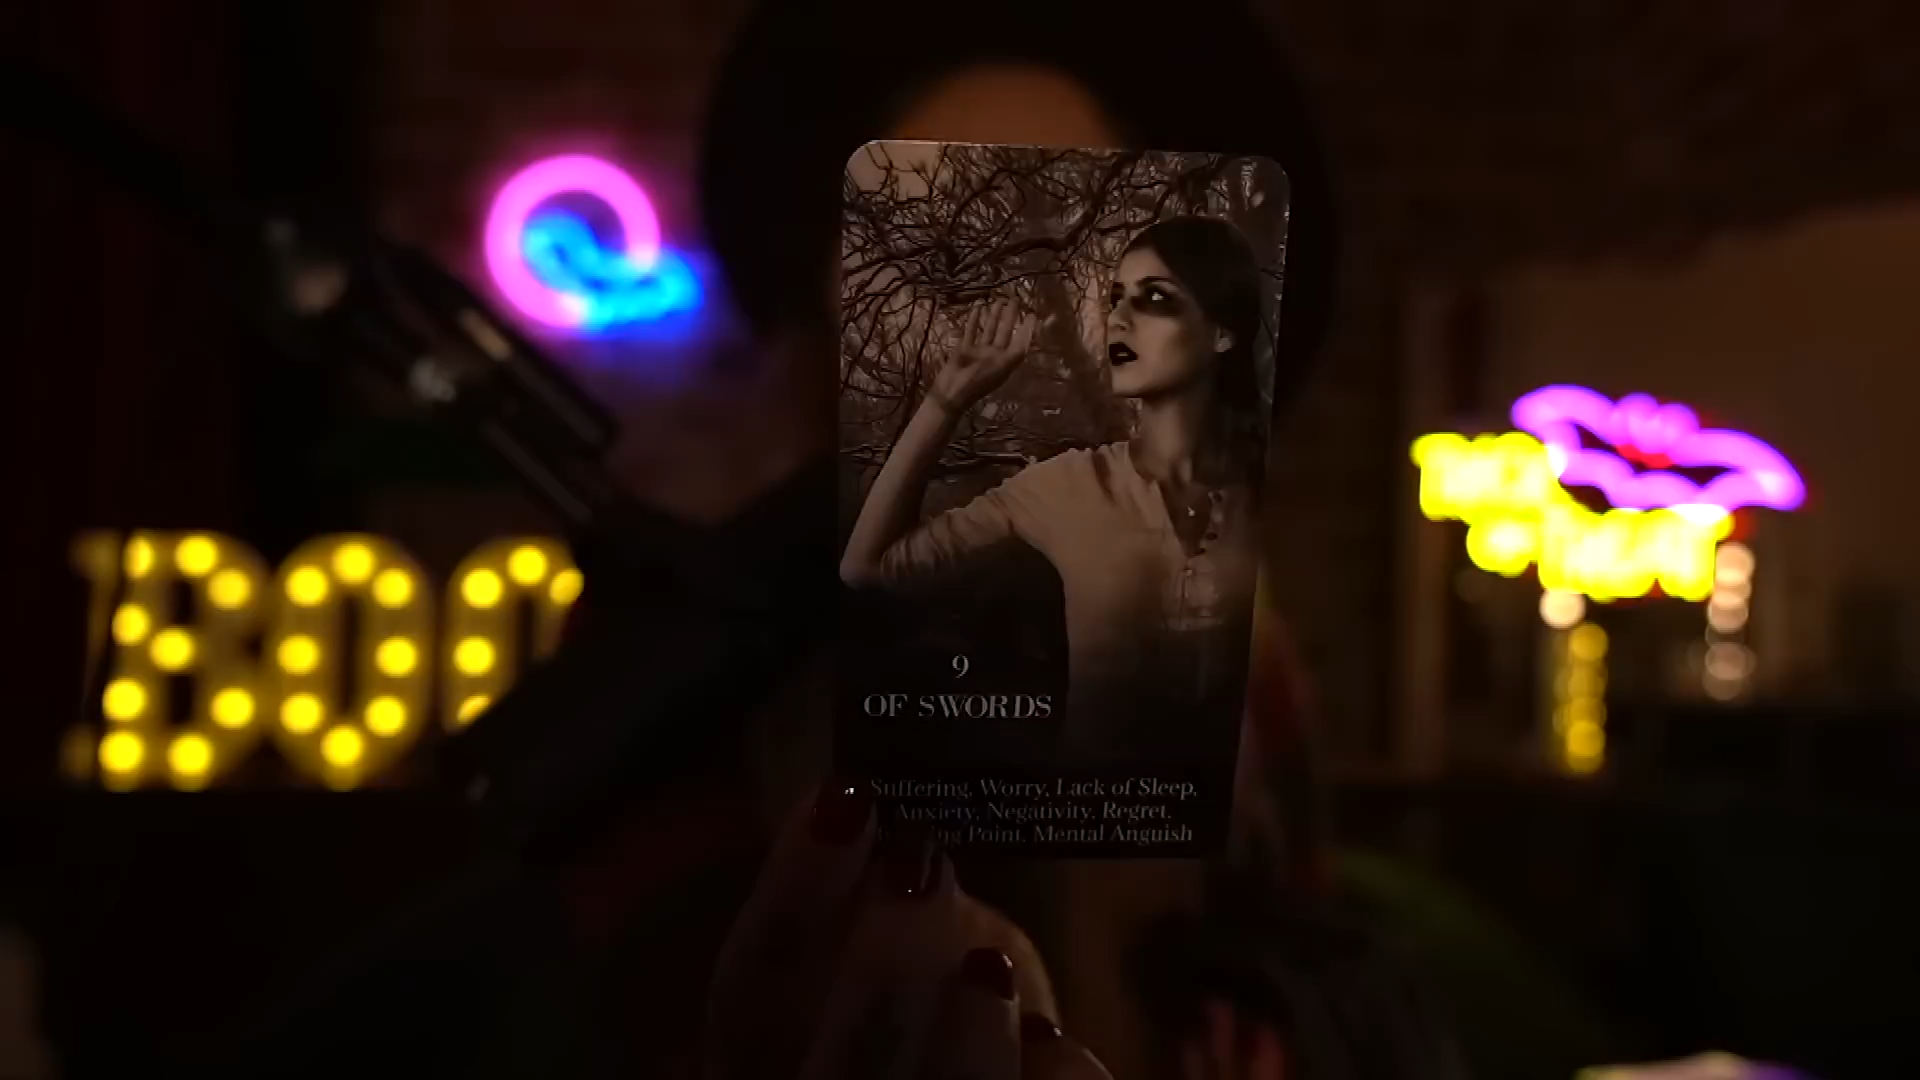 BOO
9
OF SWORDS
Suffering, Worry, Lack of Sleep,
Anxiety, Negativity, Regret,
Point, Mental Anguish